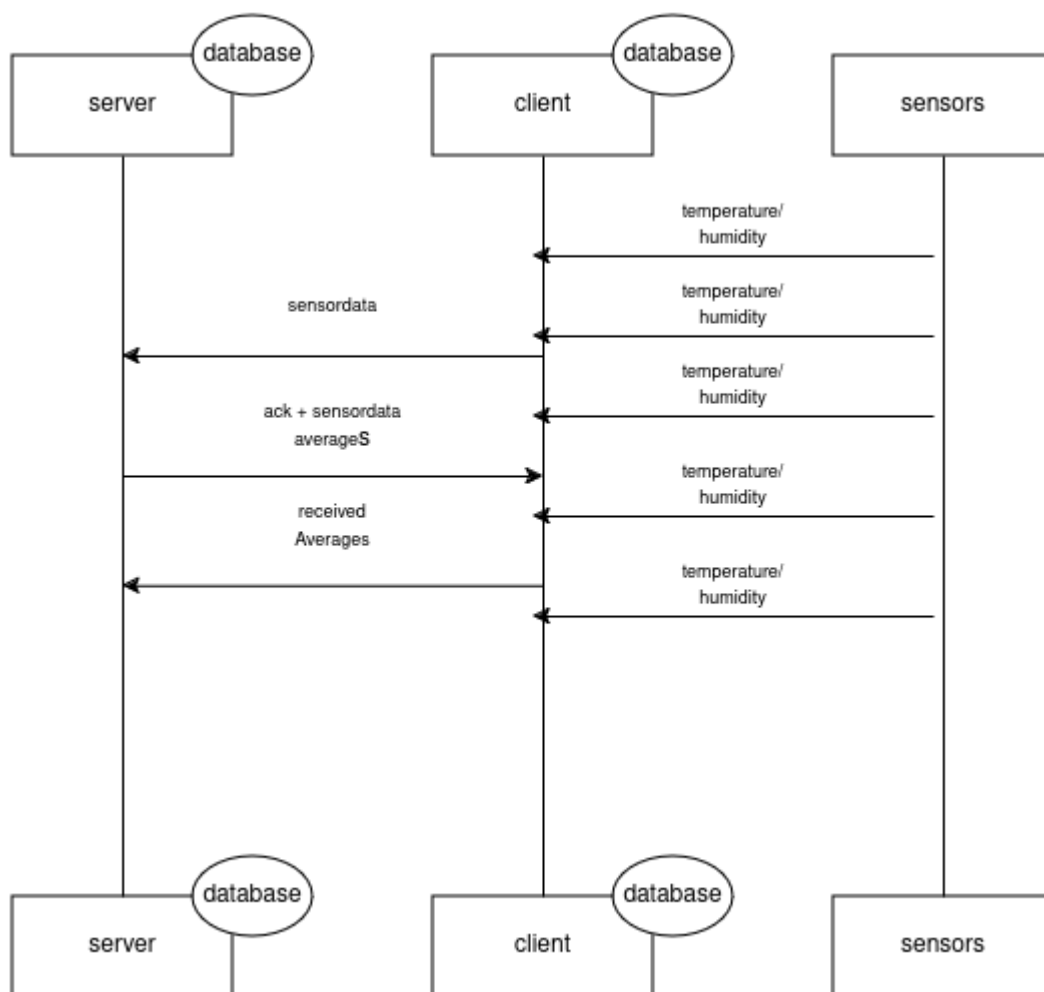 database
database
server
client
sensors
temperature/
humidity
temperature/
humidity
sensordata
temperature/
humidity
ack + sensordata
averageS
temperature/
humidity
received
Averages
temperature/
humidity
database
database
server
client
sensors